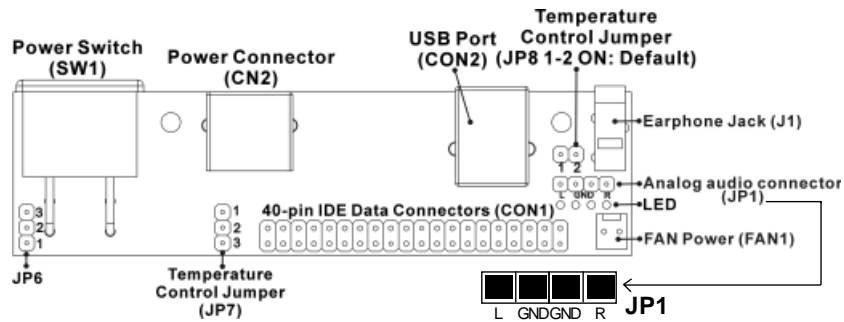 Power Switch
(SW1)
Power Connector
(CN2)
USB Port
(CON2)
Temperature
Control Jumper
(JP8 1-2 ON: Default)
Earphone Jack (J1)
1 2
Analog audio connector
(JP1)
L GND R
LED
FAN Power (FAN1)
40-pin IDE Data Connectors (CON1)
3
2
1
JP6
1
2
3
Temperature
Control Jumper
(JP7)
JP1
L GND GND R